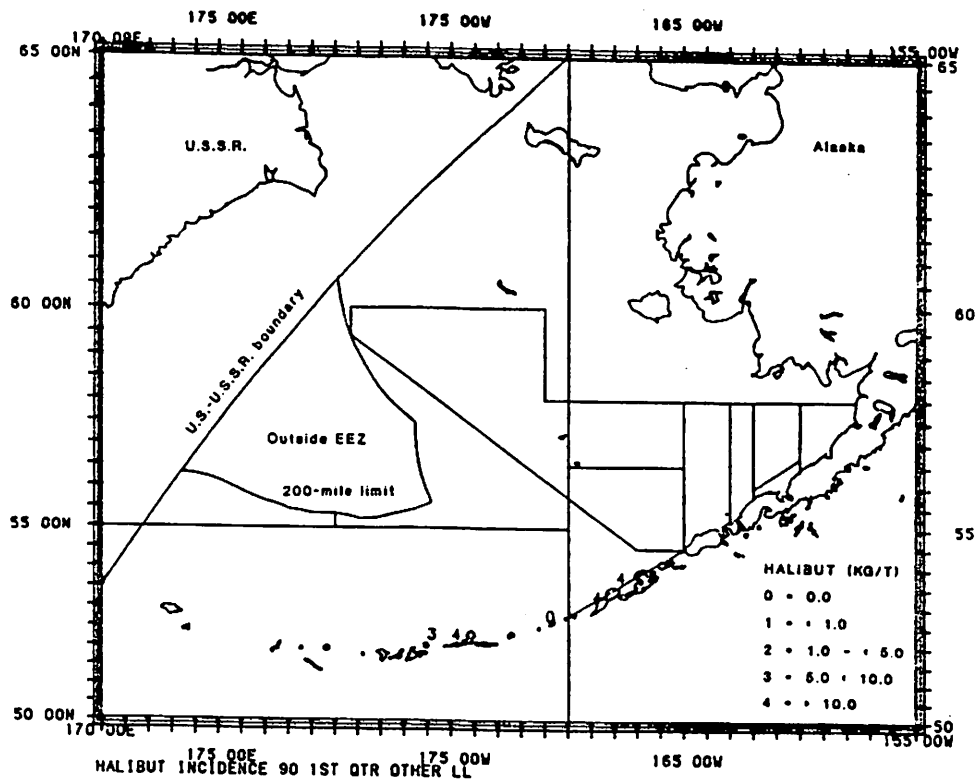 175 00E 175 00W 165 00W
65 00N 170 00E 155 00W
65
U.S.S.R.
Alaska
60 00N
60
U.S.-U.S.S.R. boundary
Outside EEZ
200-mile limit
55 00N
55
HALIBUT (KG/T)
0 = 0.0
1 = < 1.0
4
4
0
2 = 1.0 - < 5.0
3 4 0
3 = 5.0 < 10.0
4 = > 10.0
50 00N
50
170 00E 155 00W
175 00E 175 00W 165 00W
HALIBUT INCIDENCE 90 1ST QTR OTHER LL